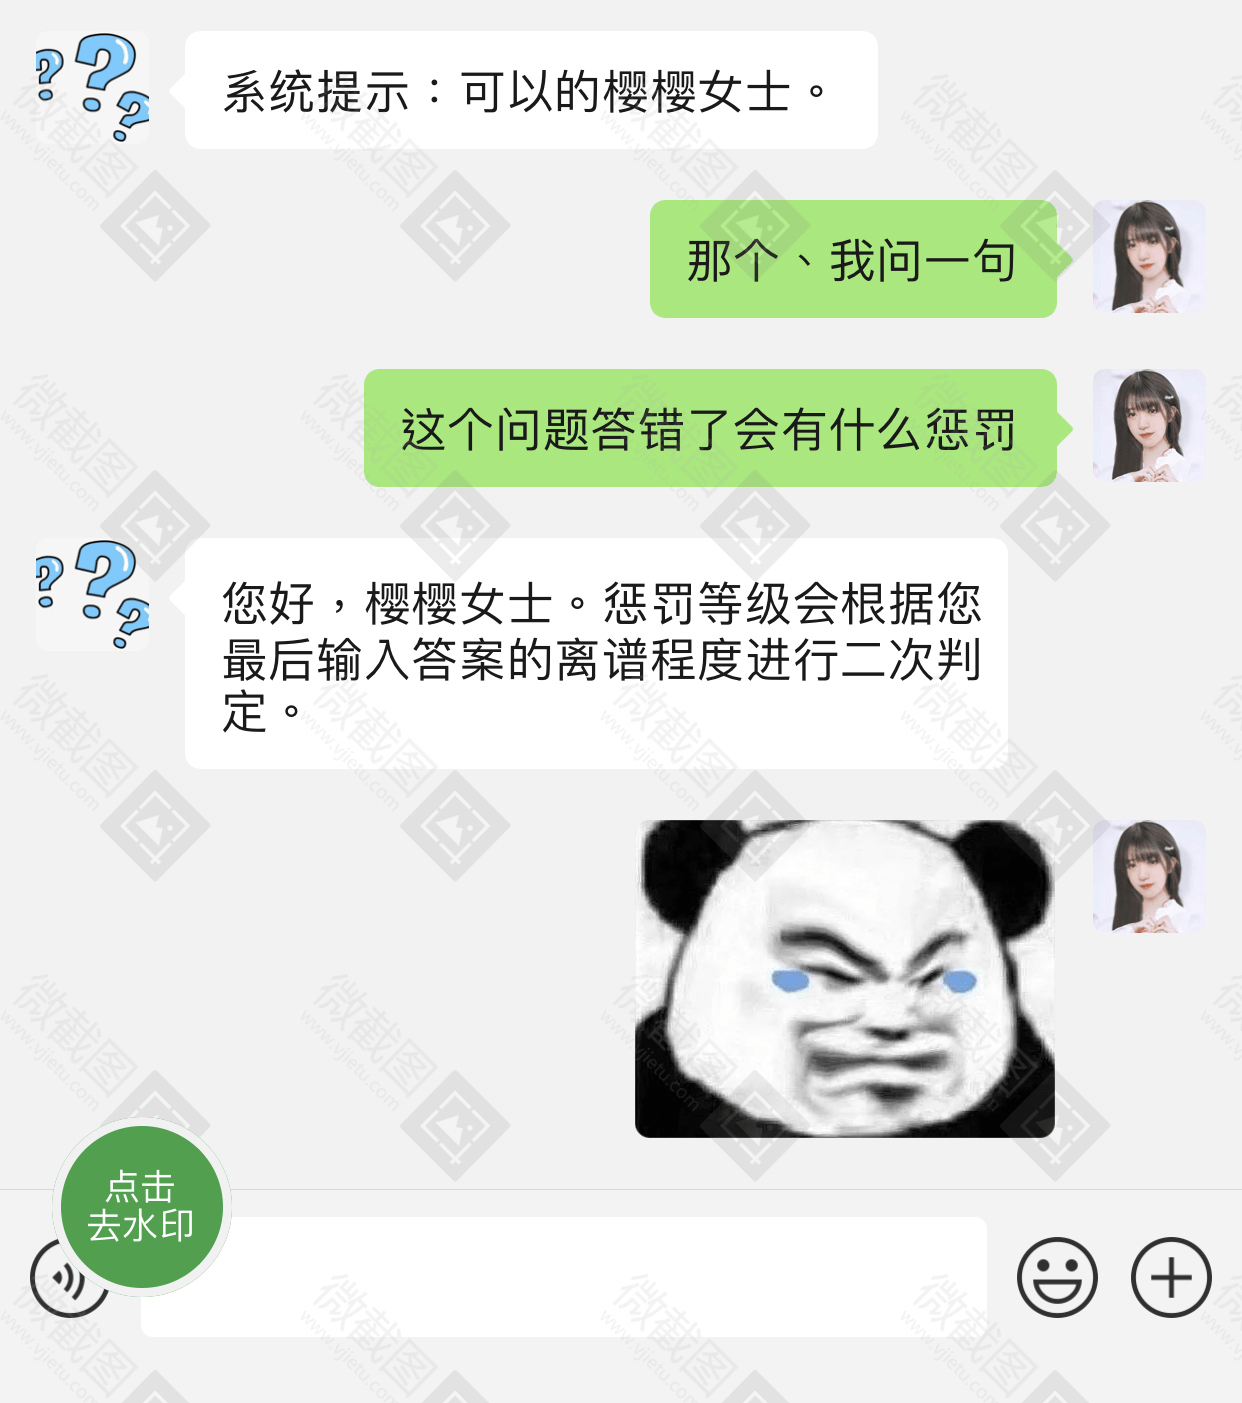 系统提示：可以的樱樱女士。
那个、我问一句
这个问题答错了会有什么惩罚
您好，樱樱女士。惩罚等级会根据您
最后输入答案的离谱程度进行二次判
定。
点击
去水印
微截图
www.vjietu.com